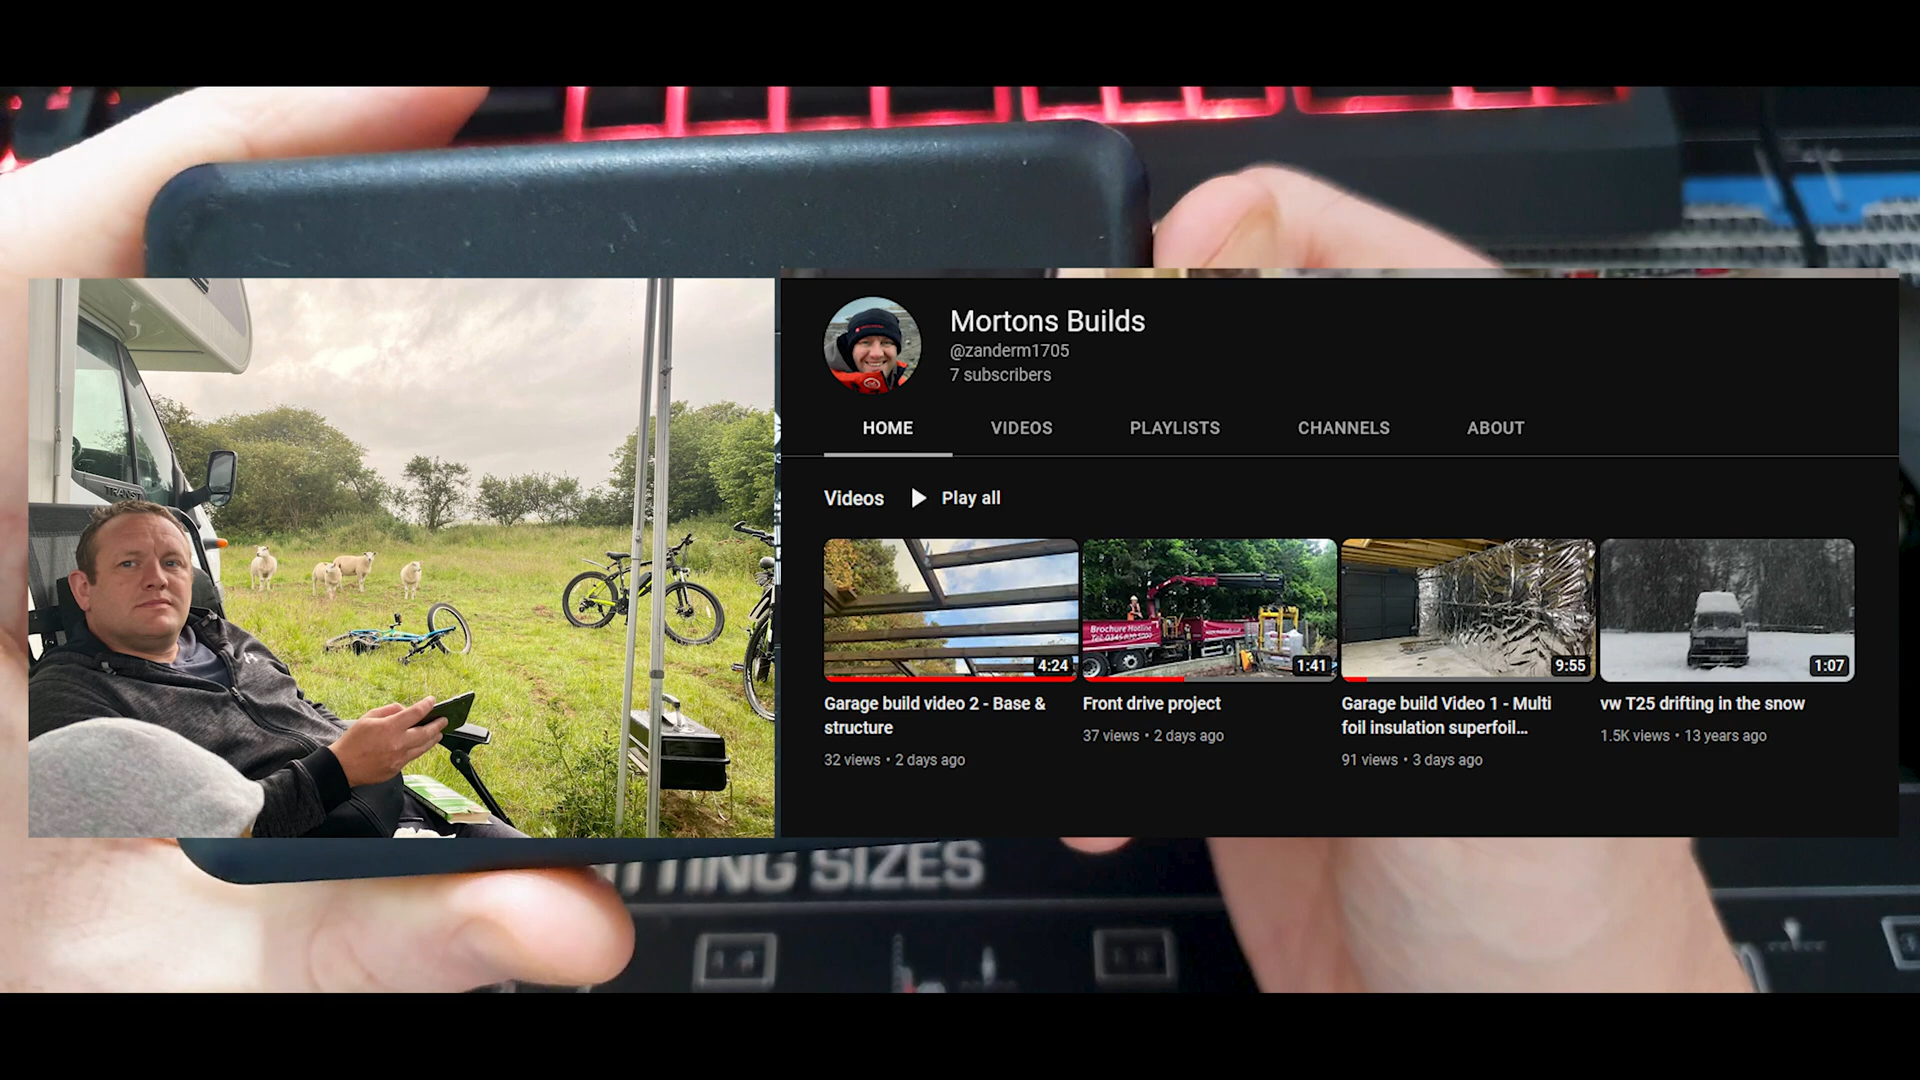 Mortons Builds
@zanderm1705
7 subscribers
HOME VIDEOS PLAYLISTS CHANNELS ABOUT
Videos Play all
4:24
1:41
9:55
1:07
Brochure Hotline
Garage build video 2 - Base &
structure
32 views • 2 days ago
Front drive project
37 views • 2 days ago
Garage build Video 1 - Multi
foil insulation superfoil...
91 views • 3 days ago
vw T25 drifting in the snow
1.5K views • 13 years ago
TRANSIT
SIZES